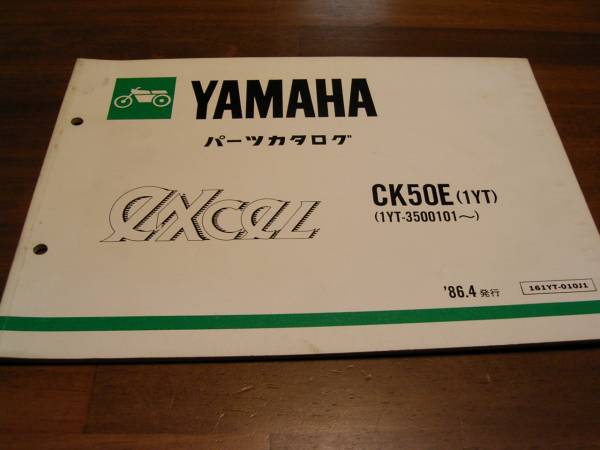 YAMAHA
パーツカタログ
EXCEL
CK50E (1YT)
(1YT-3500101～)
'86.4 発行
161YT-010J1